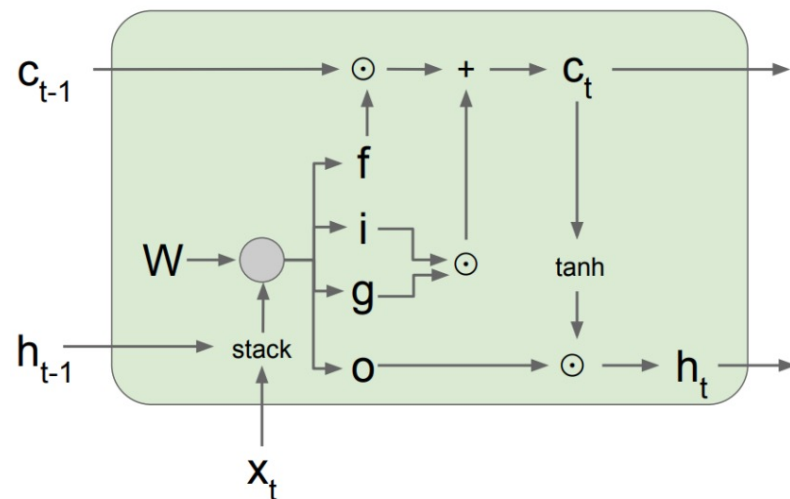 c_{t-1} ⊙ + c_t
f
i
W ⊙ tanh
g
h_{t-1} stack o ⊙ h_t
x_t